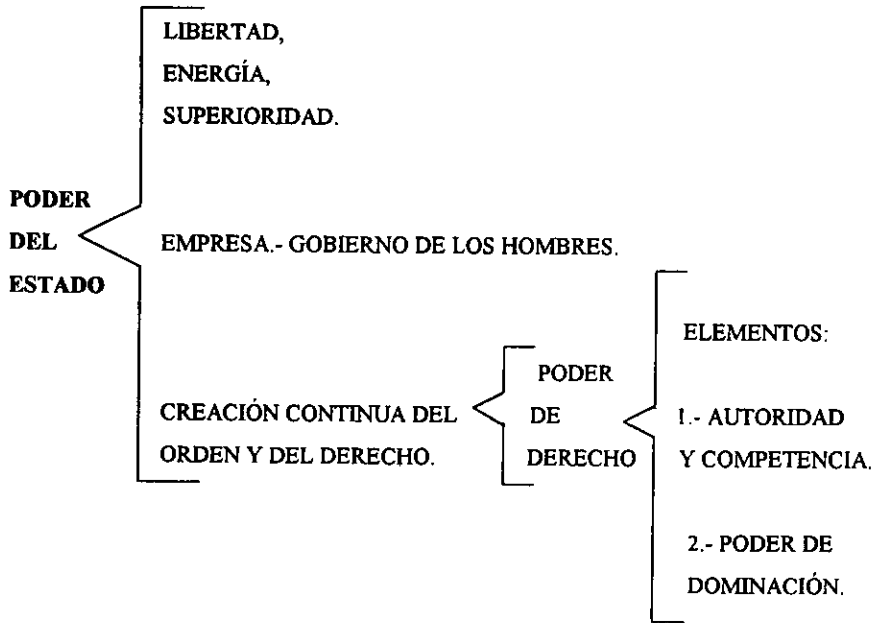 PODER
DEL
ESTADO
LIBERTAD,
ENERGÍA,
SUPERIORIDAD.
EMPRESA.- GOBIERNO DE LOS HOMBRES.
CREACIÓN CONTINUA DEL
ORDEN Y DEL DERECHO.
PODER
DE
DERECHO
ELEMENTOS:
1.- AUTORIDAD
Y COMPETENCIA.
2.- PODER DE
DOMINACIÓN.